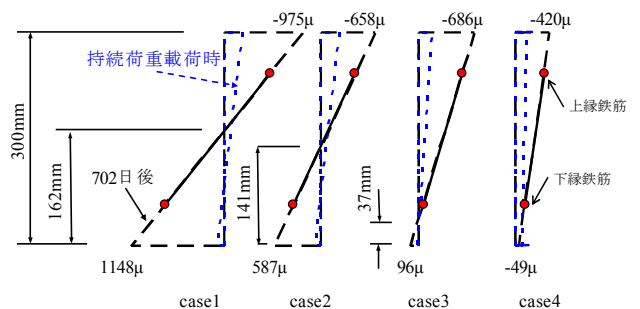 -975μ
-658μ
-686μ
-420μ
持続荷重載荷時
上縁鉄筋
300mm
162mm
702日後
141mm
37mm
下縁鉄筋
1148μ
587μ
96μ
-49μ
case1
case2
case3
case4